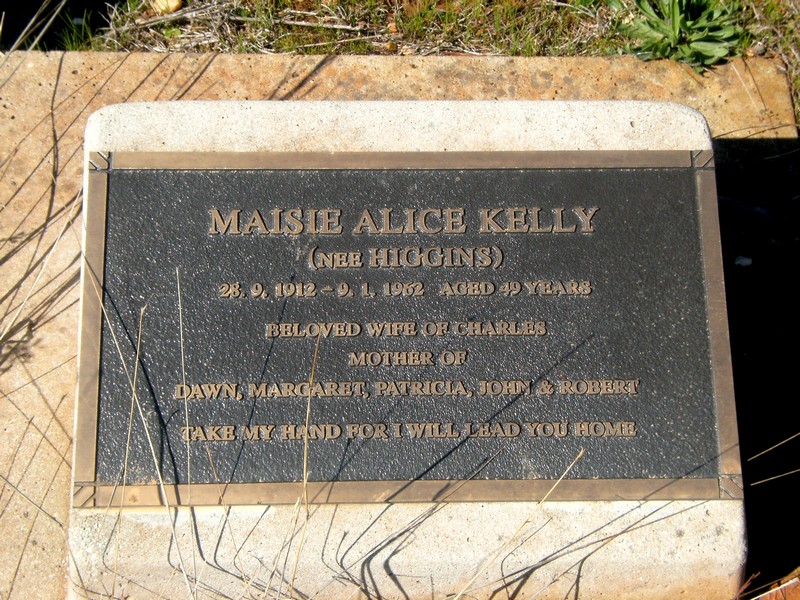 MAISIE ALICE KELLY
(NEE HIGGINS)
28. 9. 1912 – 9. 1. 1962 AGED 49 YEARS
BELOVED WIFE OF CHARLES
MOTHER OF
DAWN, MARGARET, PATRICIA, JOHN & ROBERT
TAKE MY HAND FOR I WILL LEAD YOU HOME